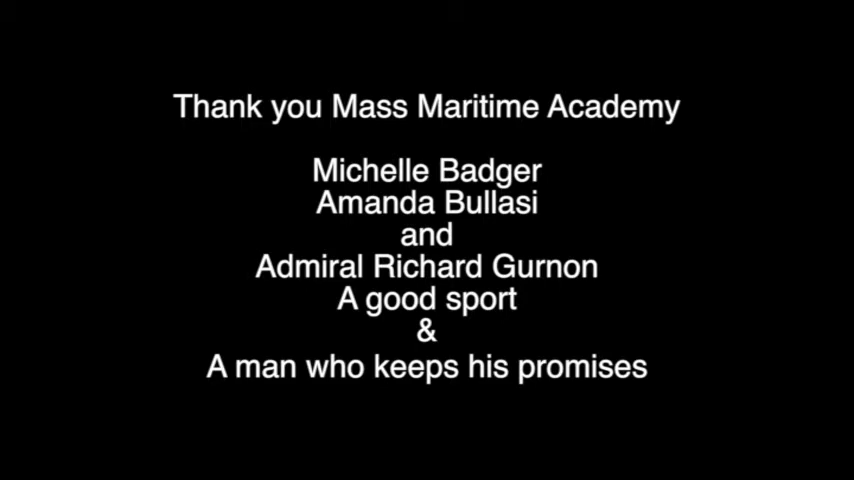 Thank you Mass Maritime Academy
Michelle Badger
Amanda Bullasi
and
Admiral Richard Gurnon
A good sport
&
A man who keeps his promises